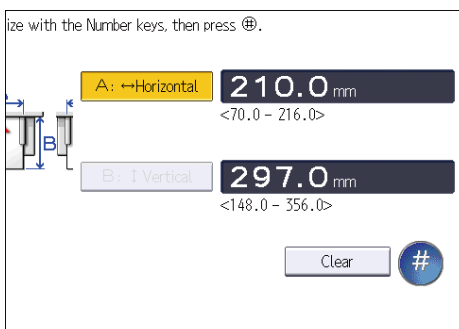 ize with the Number keys, then press ⊕.
A: ↔Horizontal 210.0 mm
<70.0 - 216.0>
B
B: ↕ Vertical 297.0 mm
<148.0 - 356.0>
Clear #